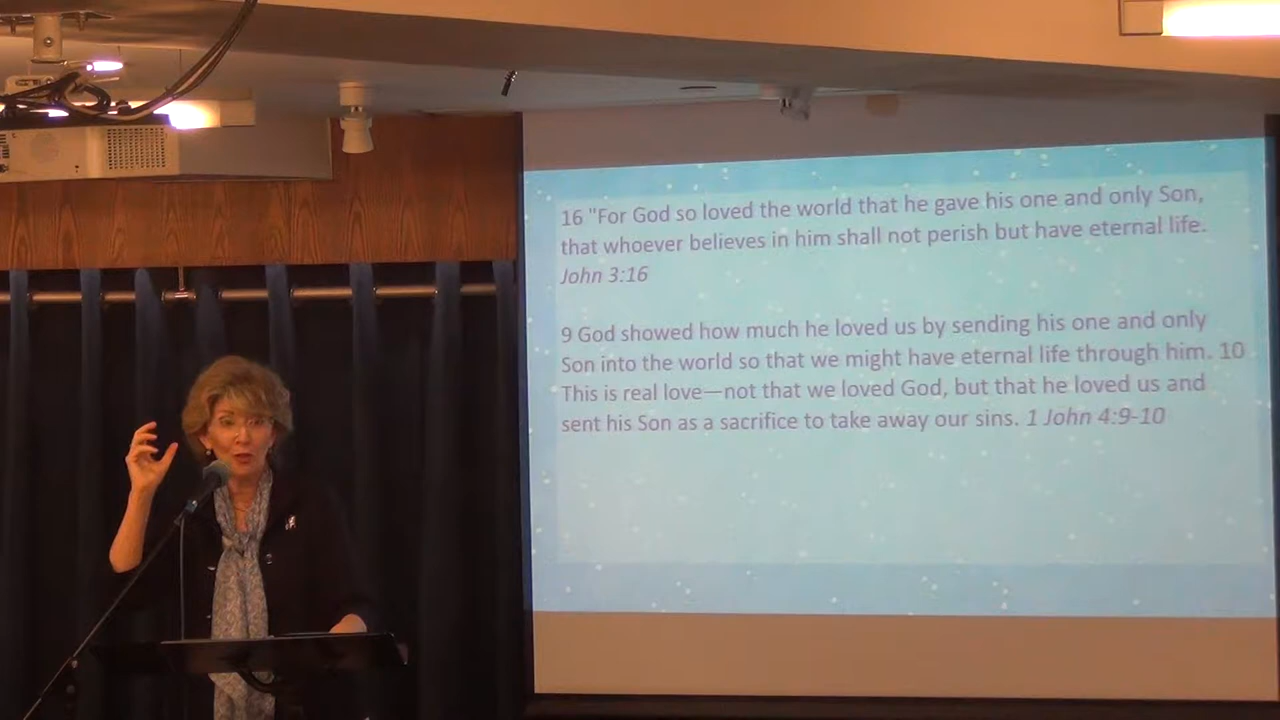 16 "For God so loved the world that he gave his one and only Son,
that whoever believes in him shall not perish but have eternal life.
John 3:16
9 God showed how much he loved us by sending his one and only
Son into the world so that we might have eternal life through him. 10
This is real love—not that we loved God, but that he loved us and
sent his Son as a sacrifice to take away our sins. 1 John 4:9-10